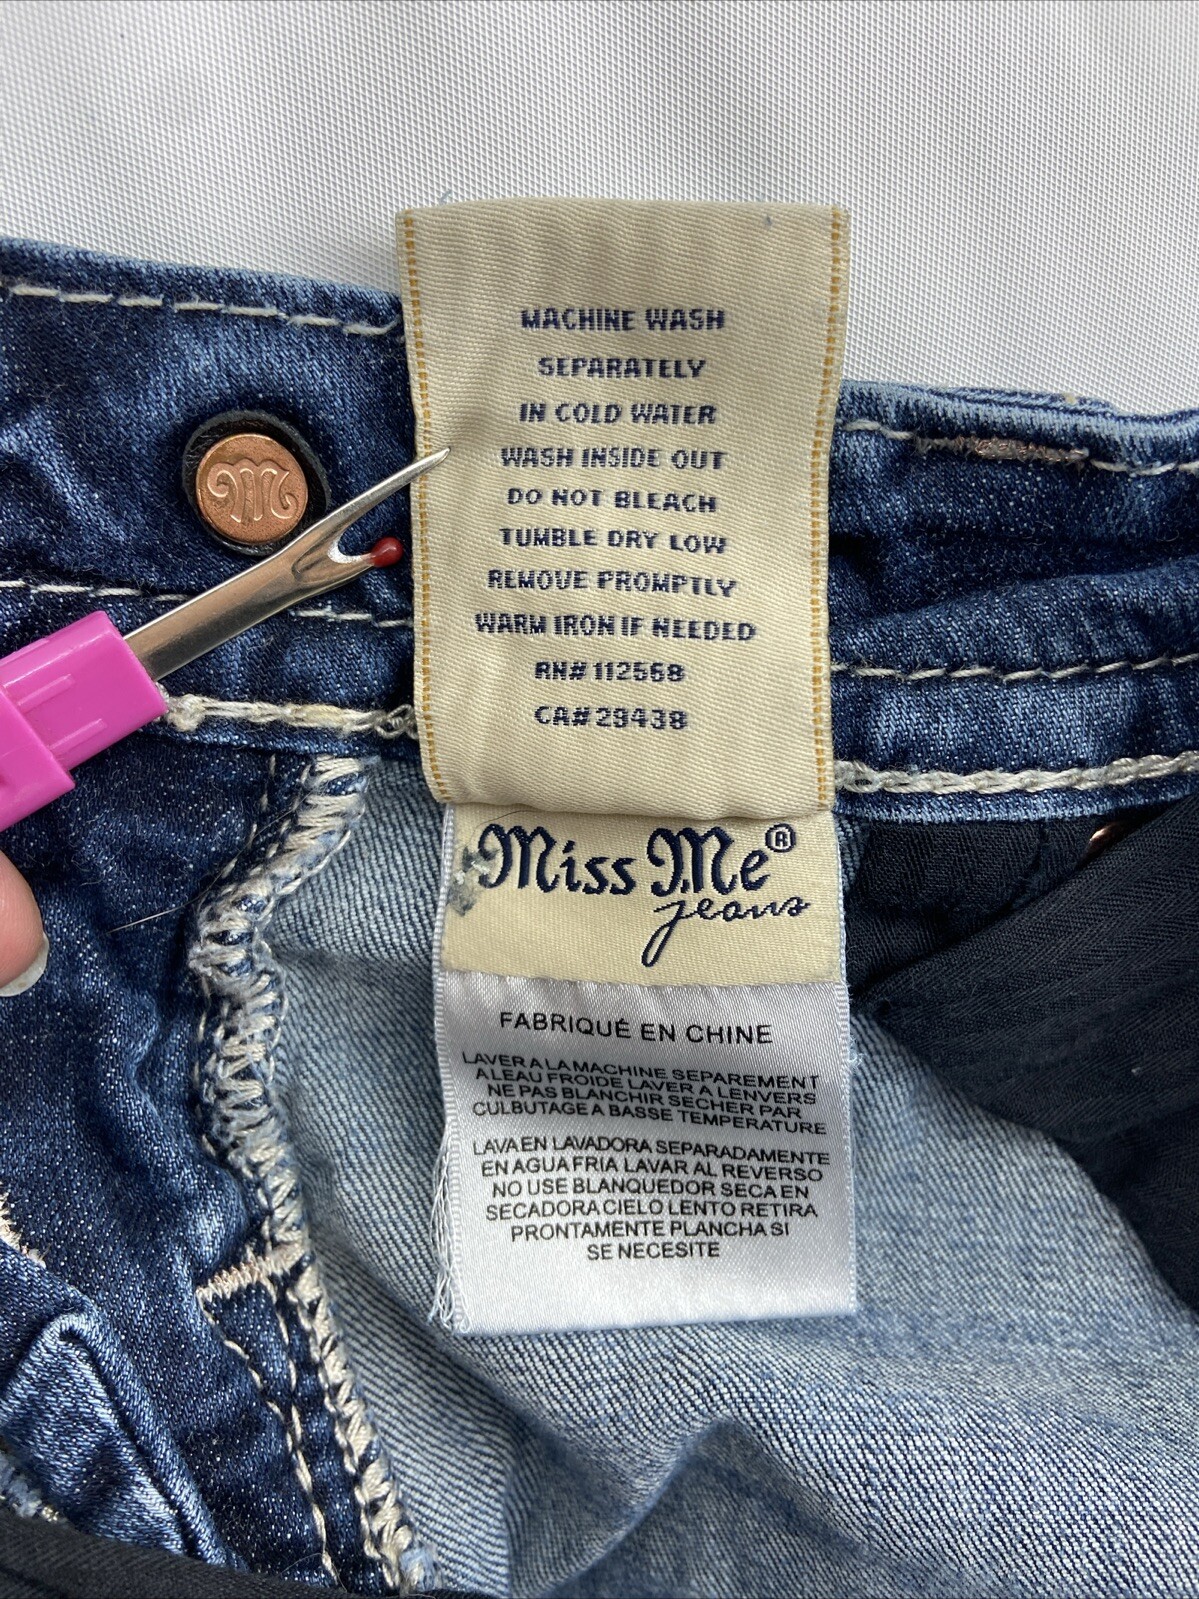 MACHINE WASH
SEPARATELY
IN COLD WATER
WASH INSIDE OUT
DO NOT BLEACH
TUMBLE DRY LOW
REMOVE PROMPTLY
WARM IRON IF NEEDED
RN# 112568
CA# 29438
Miss Me®
jeans
FABRIQUÉ EN CHINE
LAVER A LA MACHINE SEPAREMENT
A LEAU FROIDE LAVER A LENVERS
NE PAS BLANCHIR SECHER PAR
CULBUTAGE A BASSE TEMPERATURE
LAVA EN LAVADORA SEPARADAMENTE
EN AGUA FRIA LAVAR AL REVERSO
NO USE BLANQUEDOR SECA EN
SECADORA CIELO LENTO RETIRA
PRONTAMENTE PLANCHA SI
SE NECESITE